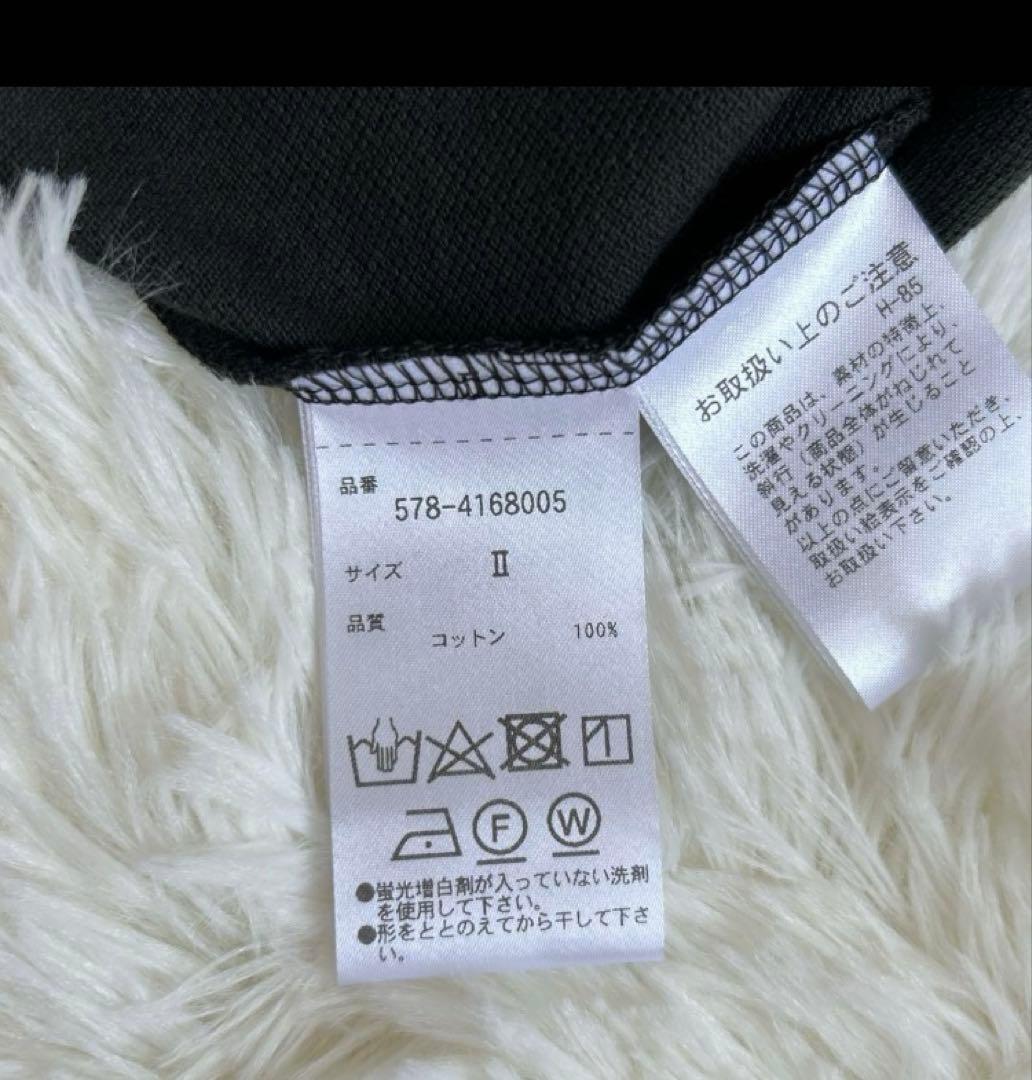 品番
578-4168005
サイズ Ⅱ
品質
コットン 100%
F W
●蛍光増白剤が入っていない洗剤
を使用して下さい。
●形をととのえてから干して下さ
い。
お取扱い上のご注意
H-85
この商品は、素材の特徴上、
洗濯やクリーニングにより、
斜行（商品全体がねじれて
見える状態）が生じること
があります。
以上の点にご留意いただき、
取扱い絵表示をご確認の上、
お取扱い下さい。